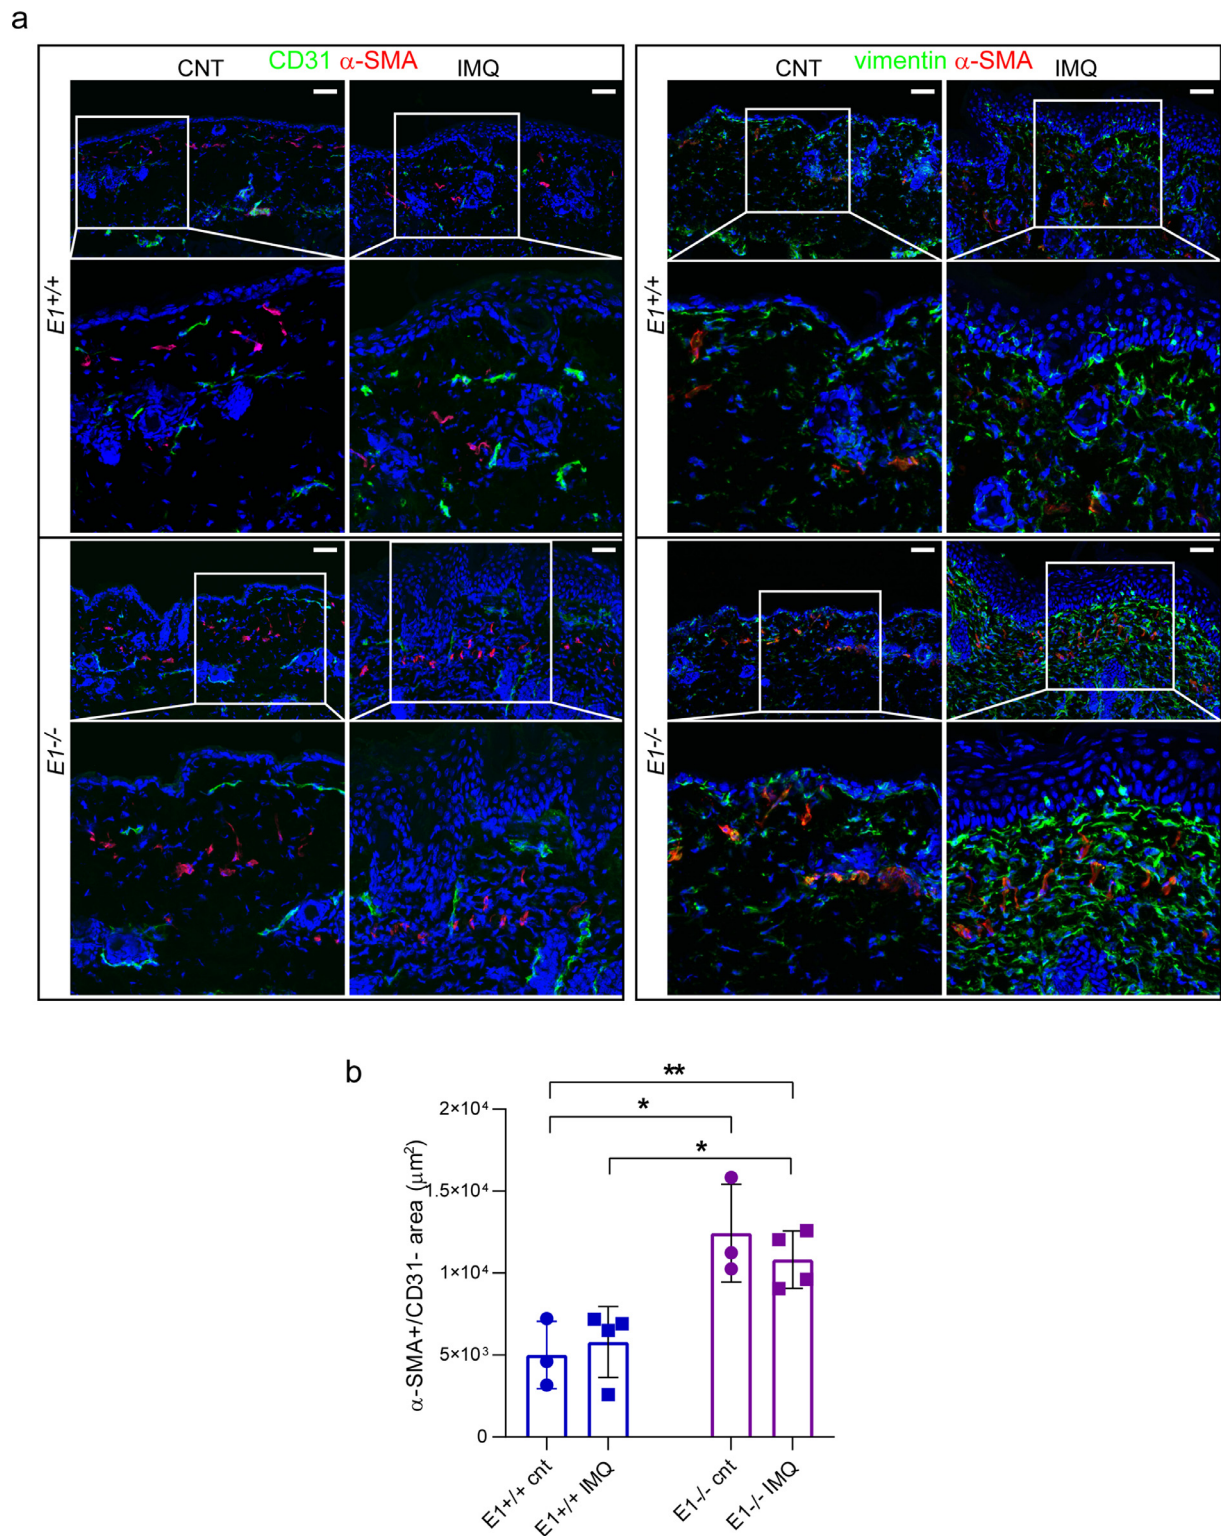 a
CD31 α-SMA
CNT IMQ
vimentin α-SMA
CNT IMQ
E1+/+
E1+/+
E1-/-
E1-/-
b
**
*
*
α-SMA+/CD31- area (μm²)
2×10⁴
1.5×10⁴
1×10⁴
5×10³
0
E1+/+ cnt
E1+/+ IMQ
E1-/- cnt
E1-/- IMQ